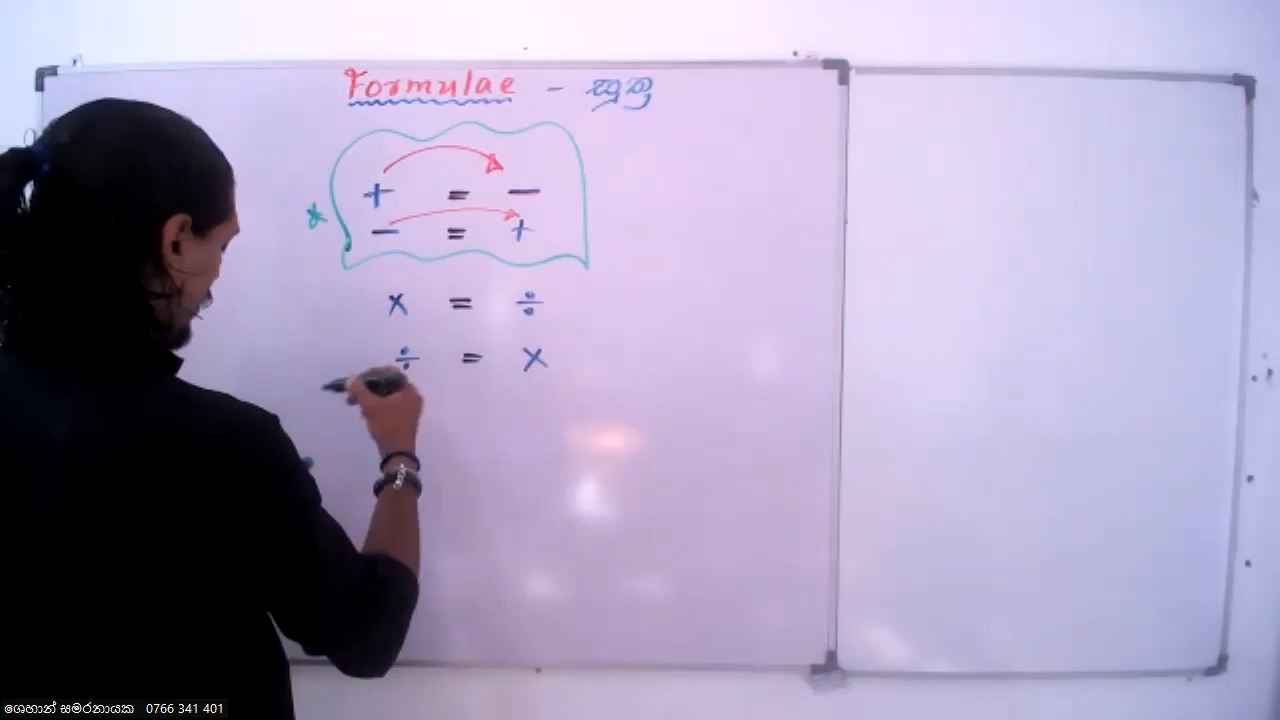 Formulae - සූත්‍ර
+ = −
* − = +
× = ÷
÷ = ×
ශෙහාන් සමරනායක 0766 341 401